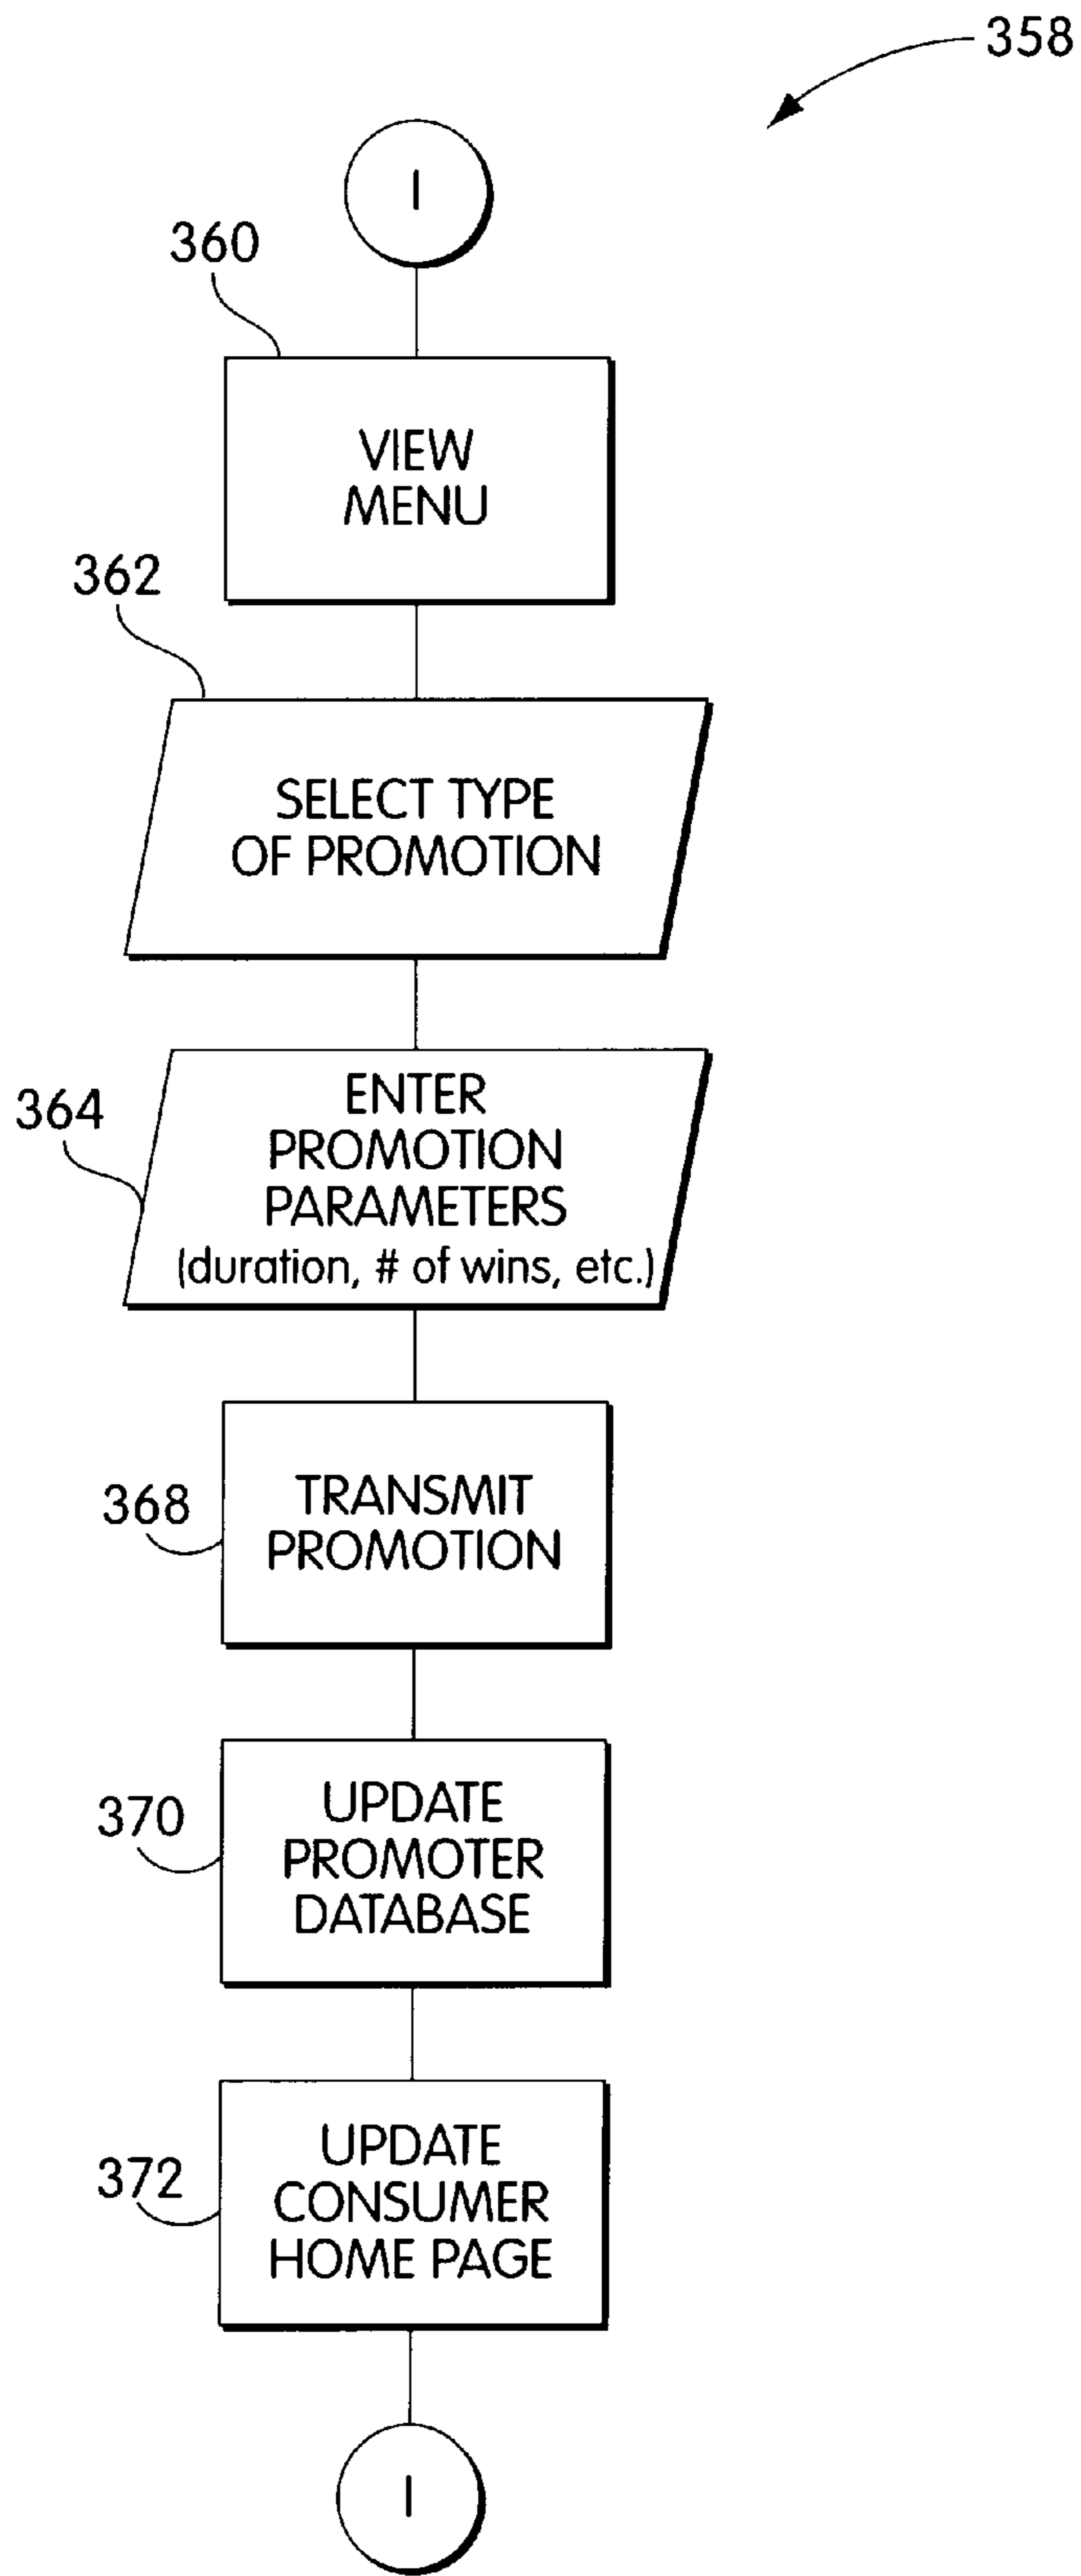 358
I
360
VIEW
MENU
362
SELECT TYPE
OF PROMOTION
364
ENTER
PROMOTION
PARAMETERS
(duration, # of wins, etc.)
368
TRANSMIT
PROMOTION
370
UPDATE
PROMOTER
DATABASE
372
UPDATE
CONSUMER
HOME PAGE
I